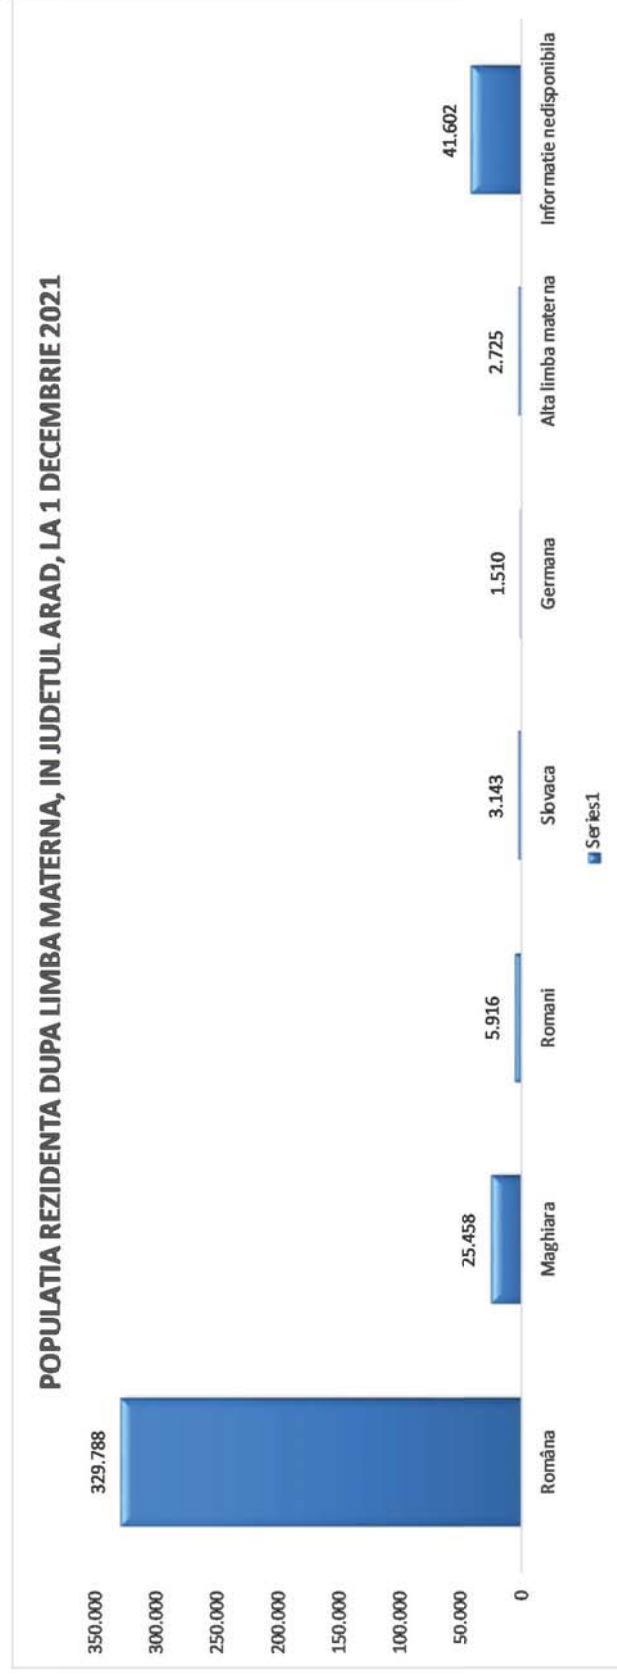 POPULATIA REZIDENTA DUPA LIMBA MATERNA, IN JUDETUL ARAD, LA 1 DECEMBRIE 2021
350.000
300.000
250.000
200.000
150.000
100.000
50.000
0
329.788
25.458
5.916
3.143
1.510
2.725
41.602
Româna
Maghiara
Romani
Slovaca
Germana
Alta limba materna
Informatie nedisponibila
Series1